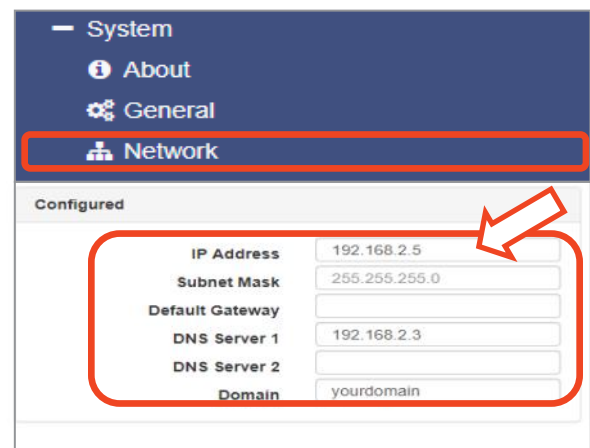 System
About
General
Network
Configured
IP Address 192.168.2.5
Subnet Mask 255.255.255.0
Default Gateway
DNS Server 1 192.168.2.3
DNS Server 2
Domain yourdomain